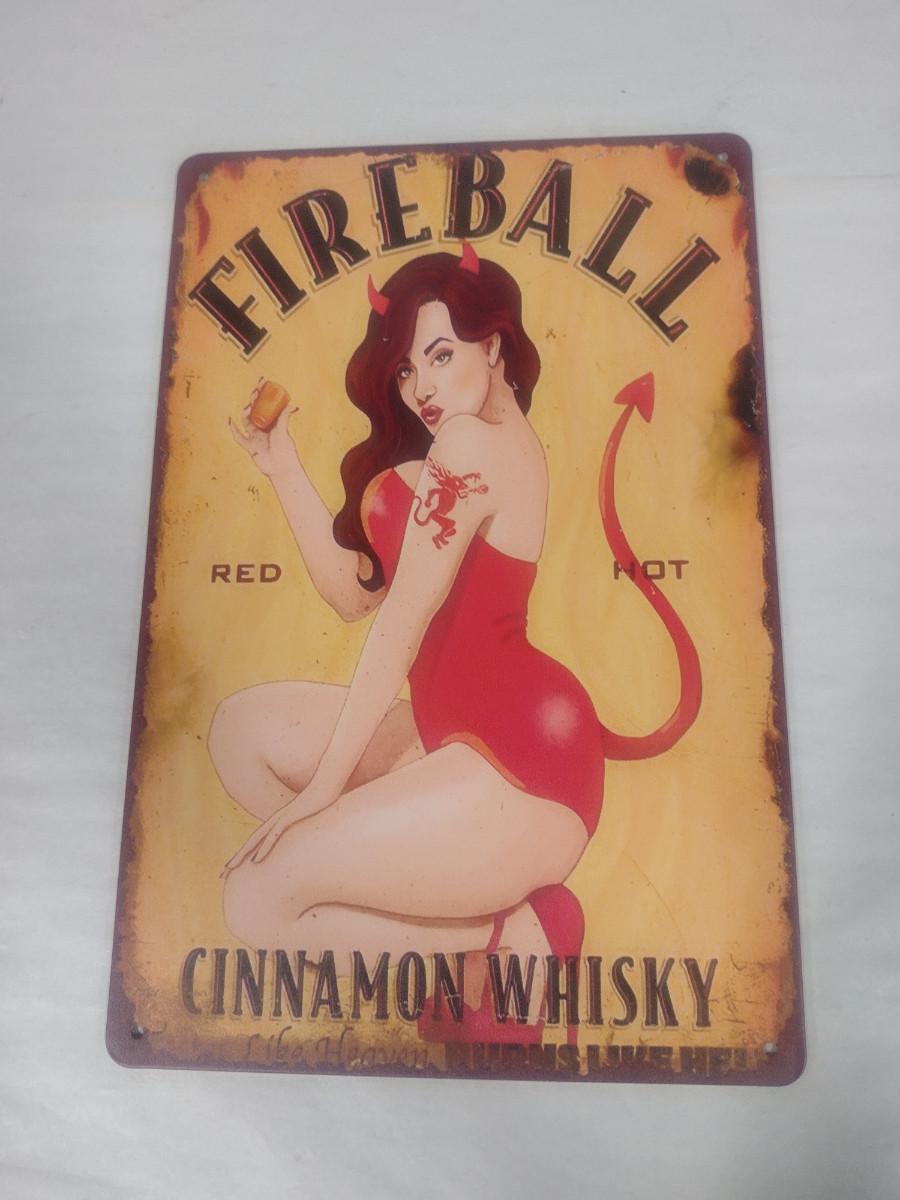 FIREBALL
RED HOT
CINNAMON WHISKY
Like Heaven BURNS LIKE HELL